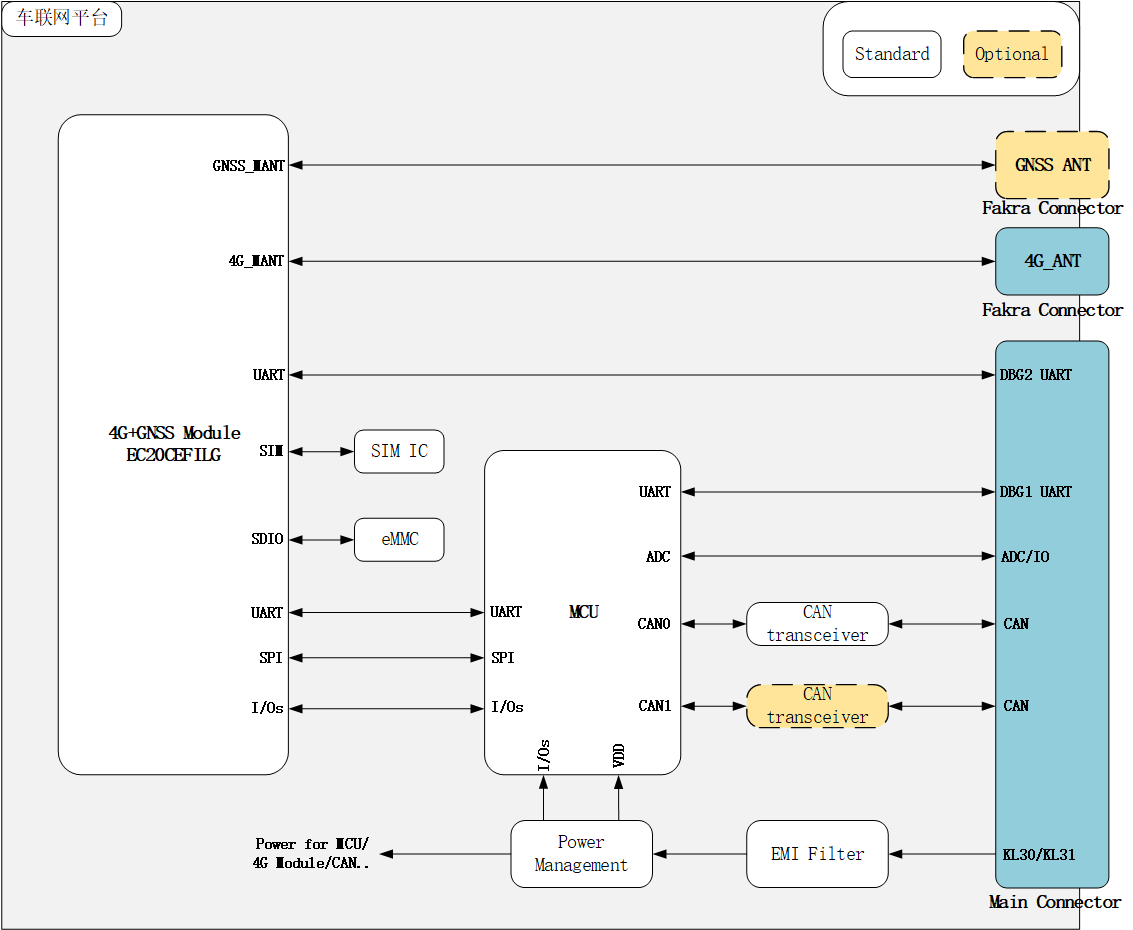 车联网平台
Standard
Optional
GNSS_MANT
GNSS ANT
Fakra Connector
4G_MANT
4G_ANT
Fakra Connector
UART
DBG2 UART
4G+GNSS Module
EC20CEFILG
SIM
SIM IC
UART
DBG1 UART
SDIO
eMMC
ADC
ADC/IO
UART
UART
MCU
CAN0
CAN
transceiver
CAN
SPI
SPI
I/Os
I/Os
CAN1
CAN
transceiver
CAN
I/Os
VDD
Power for MCU/
4G Module/CAN..
Power
Management
EMI Filter
KL30/KL31
Main Connector